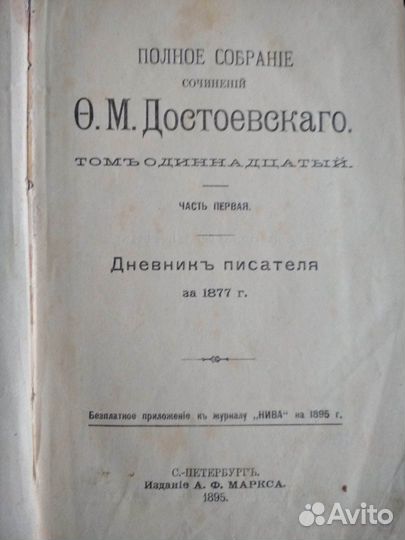 ПОЛНОЕ СОБРАНІЕ
СОЧИНЕНІЙ
Ѳ. М. Достоевскаго.
ТОМЪ ОДИННАДЦАТЫЙ.
ЧАСТЬ ПЕРВАЯ.
Дневникъ писателя
за 1877 г.
Безплатное приложеніе къ журналу „НИВА“ на 1895 г.
С.-ПЕТЕРБУРГЪ.
Изданіе А. Ф. МАРКСА.
1895.
Avito